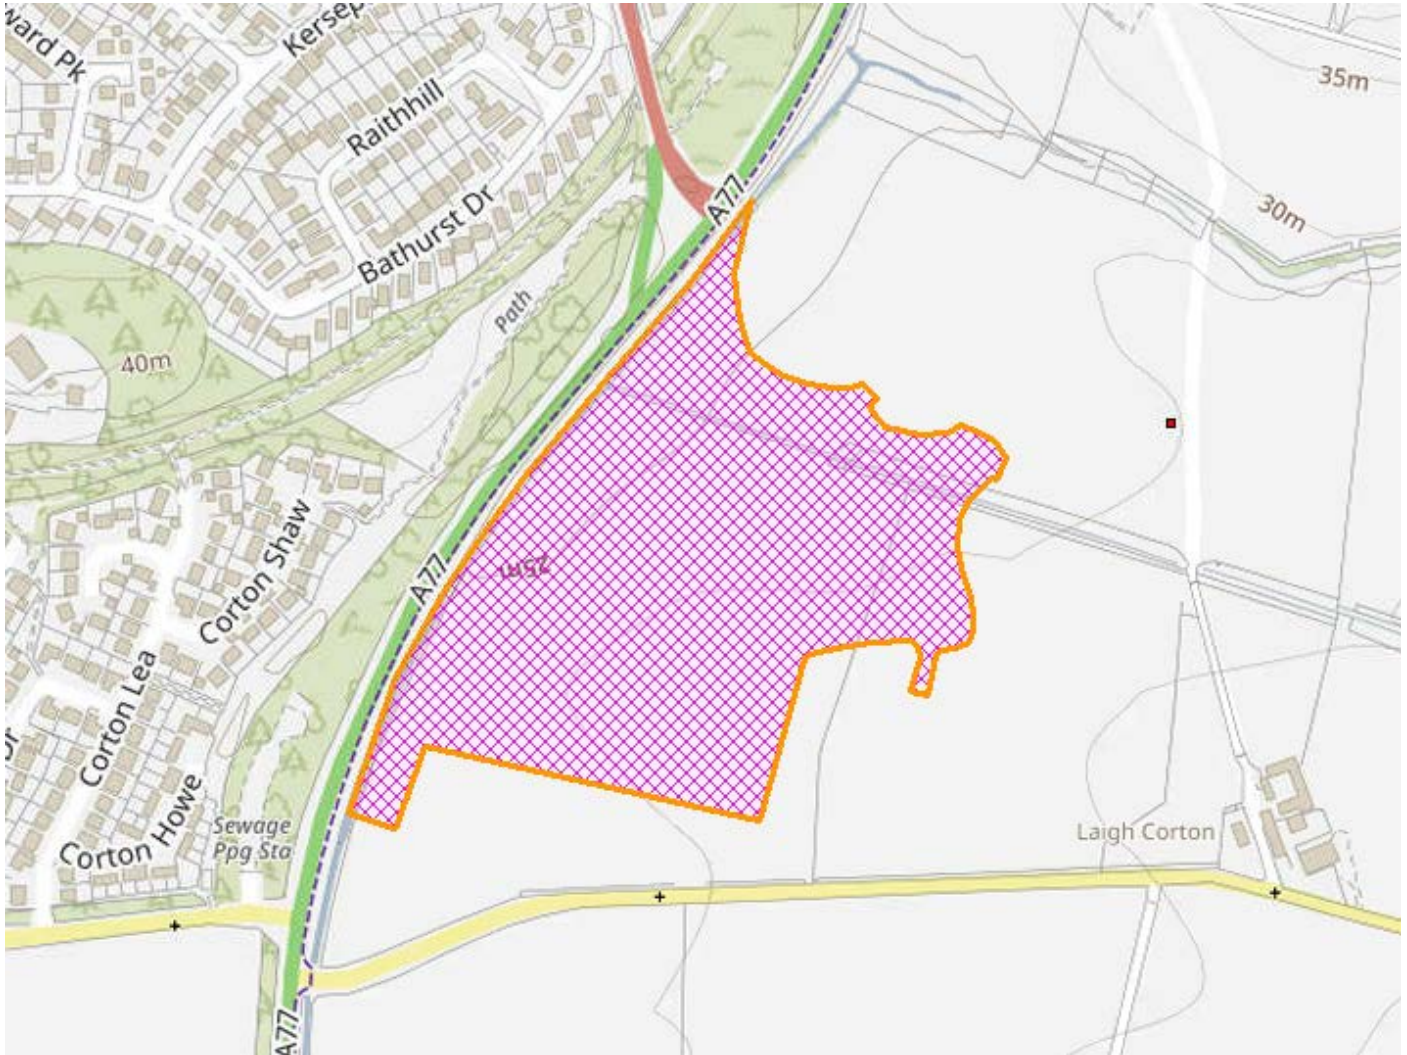 ward Pk
Kersep
Raithhill
Bathurst Dr
A77
35m
30m
Path
40m
Corton Shaw
25m
A77
Corton Lea
Dr
Corton Howe
Sewage
Ppg Sta
Laigh Corton
A77